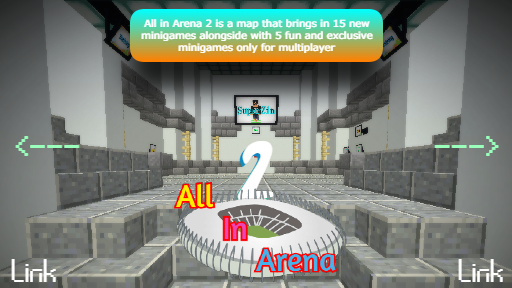 All in Arena 2 is a map that brings in 15 new
minigames alongside with 5 fun and exclusive
minigames only for multiplayer
2
All
In
Arena
Link
Link